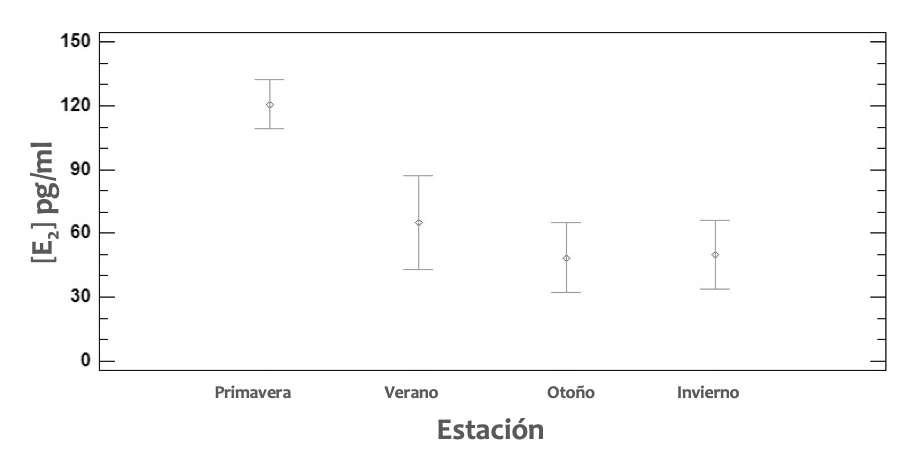 150
120
90
60
30
0
[E₂] pg/ml
Primavera Verano Otoño Invierno
Estación